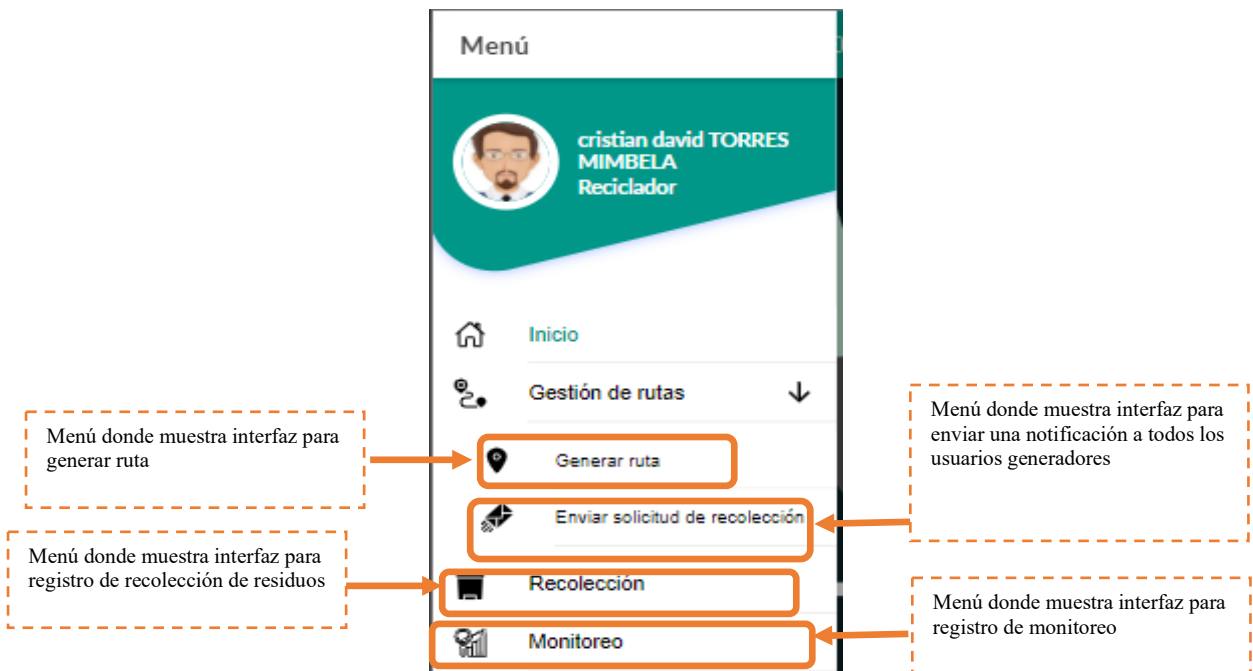 Menú
cristian david TORRES
MIMBELA
Reciclador
Inicio
Gestión de rutas
Menú donde muestra interfaz para
generar ruta
Generar ruta
Menú donde muestra interfaz para
enviar una notificación a todos los
usuarios generadores
Enviar solicitud de recolección
Menú donde muestra interfaz para
registro de recolección de residuos
Recolección
Menú donde muestra interfaz para
registro de monitoreo
Monitoreo